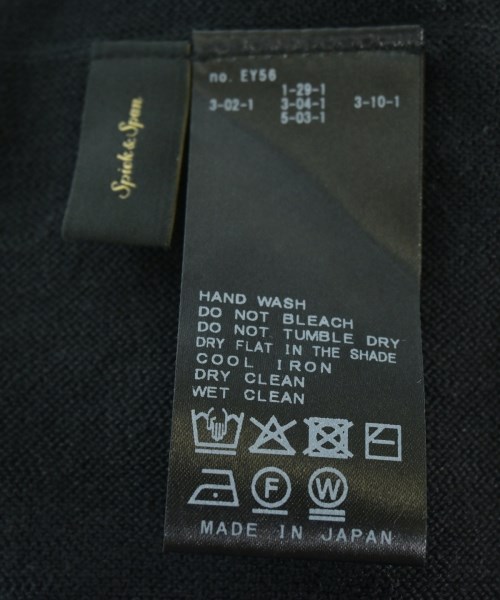 Spick & Span
no. EY56
1-29-1
3-02-1 3-04-1 3-10-1
5-03-1
HAND WASH
DO NOT BLEACH
DO NOT TUMBLE DRY
DRY FLAT IN THE SHADE
COOL IRON
DRY CLEAN
WET CLEAN
F W
MADE IN JAPAN